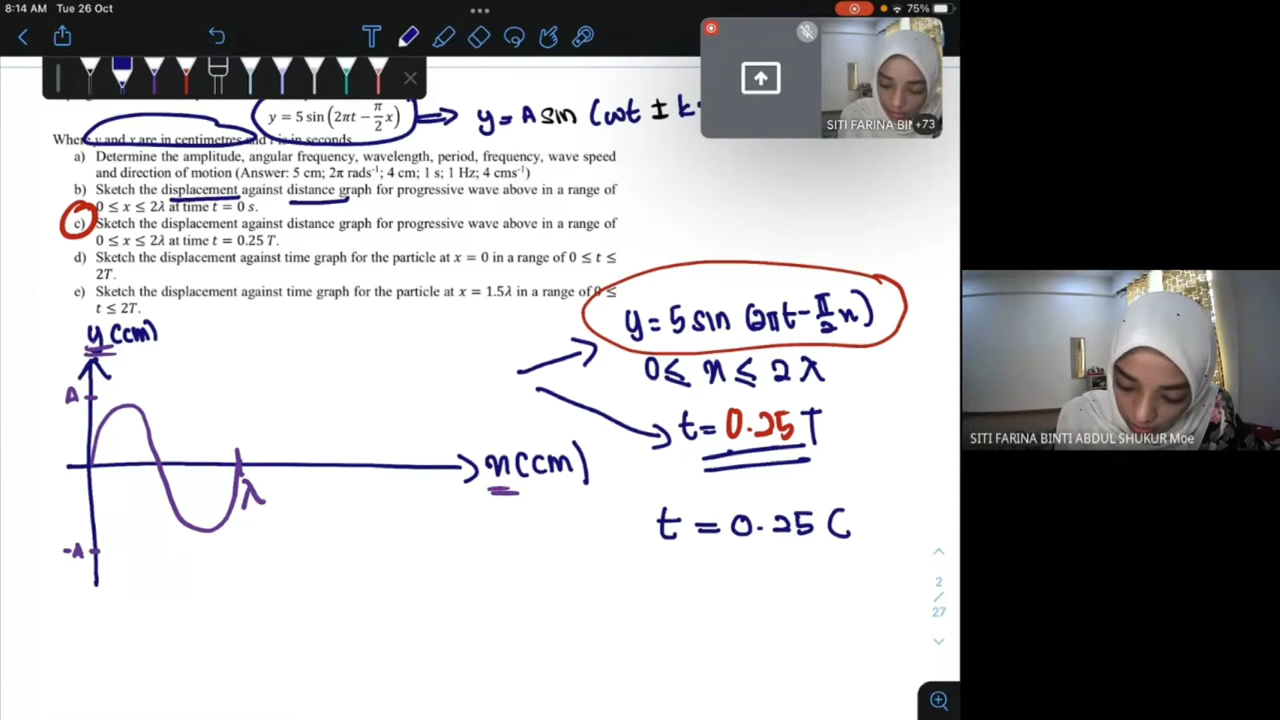 8:14 AM Tue 26 Oct
75%
y = 5 sin (2πt − π/2 x) ⇒ y = A sin (ωt ± k
Where y and x are in centimetres and t is in seconds
a) Determine the amplitude, angular frequency, wavelength, period, frequency, wave speed
and direction of motion (Answer: 5 cm; 2π rads⁻¹; 4 cm; 1 s; 1 Hz; 4 cms⁻¹)
b) Sketch the displacement against distance graph for progressive wave above in a range of
0 ≤ x ≤ 2λ at time t = 0 s.
c) Sketch the displacement against distance graph for progressive wave above in a range of
0 ≤ x ≤ 2λ at time t = 0.25 T.
d) Sketch the displacement against time graph for the particle at x = 0 in a range of 0 ≤ t ≤
2T.
e) Sketch the displacement against time graph for the particle at x = 1.5λ in a range of 0 ≤
t ≤ 2T.
y (cm)
A
-A
λ
x (cm)
y = 5 sin (2πt − π/2 x)
0 ≤ x ≤ 2λ
t = 0.25 T
t = 0.25 (
SITI FARINA BIN +73
SITI FARINA BINTI ABDUL SHUKUR Moe
2
/
27